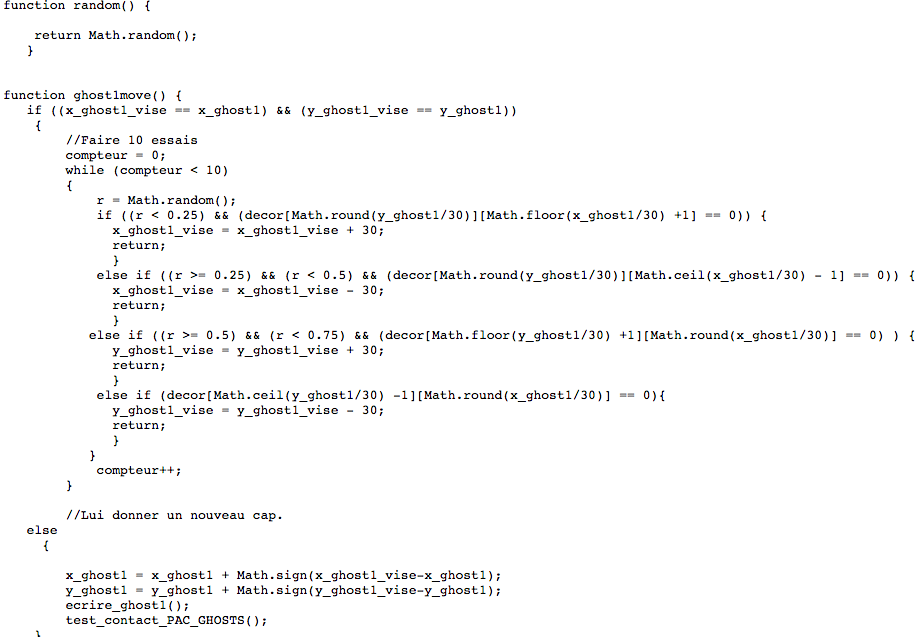 function random() {
return Math.random();
}
function ghost1move() {
if ((x_ghost1_vise == x_ghost1) && (y_ghost1_vise == y_ghost1))
{
//Faire 10 essais
compteur = 0;
while (compteur < 10)
{
r = Math.random();
if ((r < 0.25) && (decor[Math.round(y_ghost1/30)][Math.floor(x_ghost1/30) +1] == 0)) {
x_ghost1_vise = x_ghost1_vise + 30;
return;
}
else if ((r >= 0.25) && (r < 0.5) && (decor[Math.round(y_ghost1/30)][Math.ceil(x_ghost1/30) - 1] == 0)) {
x_ghost1_vise = x_ghost1_vise - 30;
return;
}
else if ((r >= 0.5) && (r < 0.75) && (decor[Math.floor(y_ghost1/30) +1][Math.round(x_ghost1/30)] == 0) ) {
y_ghost1_vise = y_ghost1_vise + 30;
return;
}
else if (decor[Math.ceil(y_ghost1/30) -1][Math.round(x_ghost1/30)] == 0){
y_ghost1_vise = y_ghost1_vise - 30;
return;
}
}
compteur++;
}
//Lui donner un nouveau cap.
else
{
x_ghost1 = x_ghost1 + Math.sign(x_ghost1_vise-x_ghost1);
y_ghost1 = y_ghost1 + Math.sign(y_ghost1_vise-y_ghost1);
ecrire_ghost1();
test_contact_PAC_GHOSTS();
}